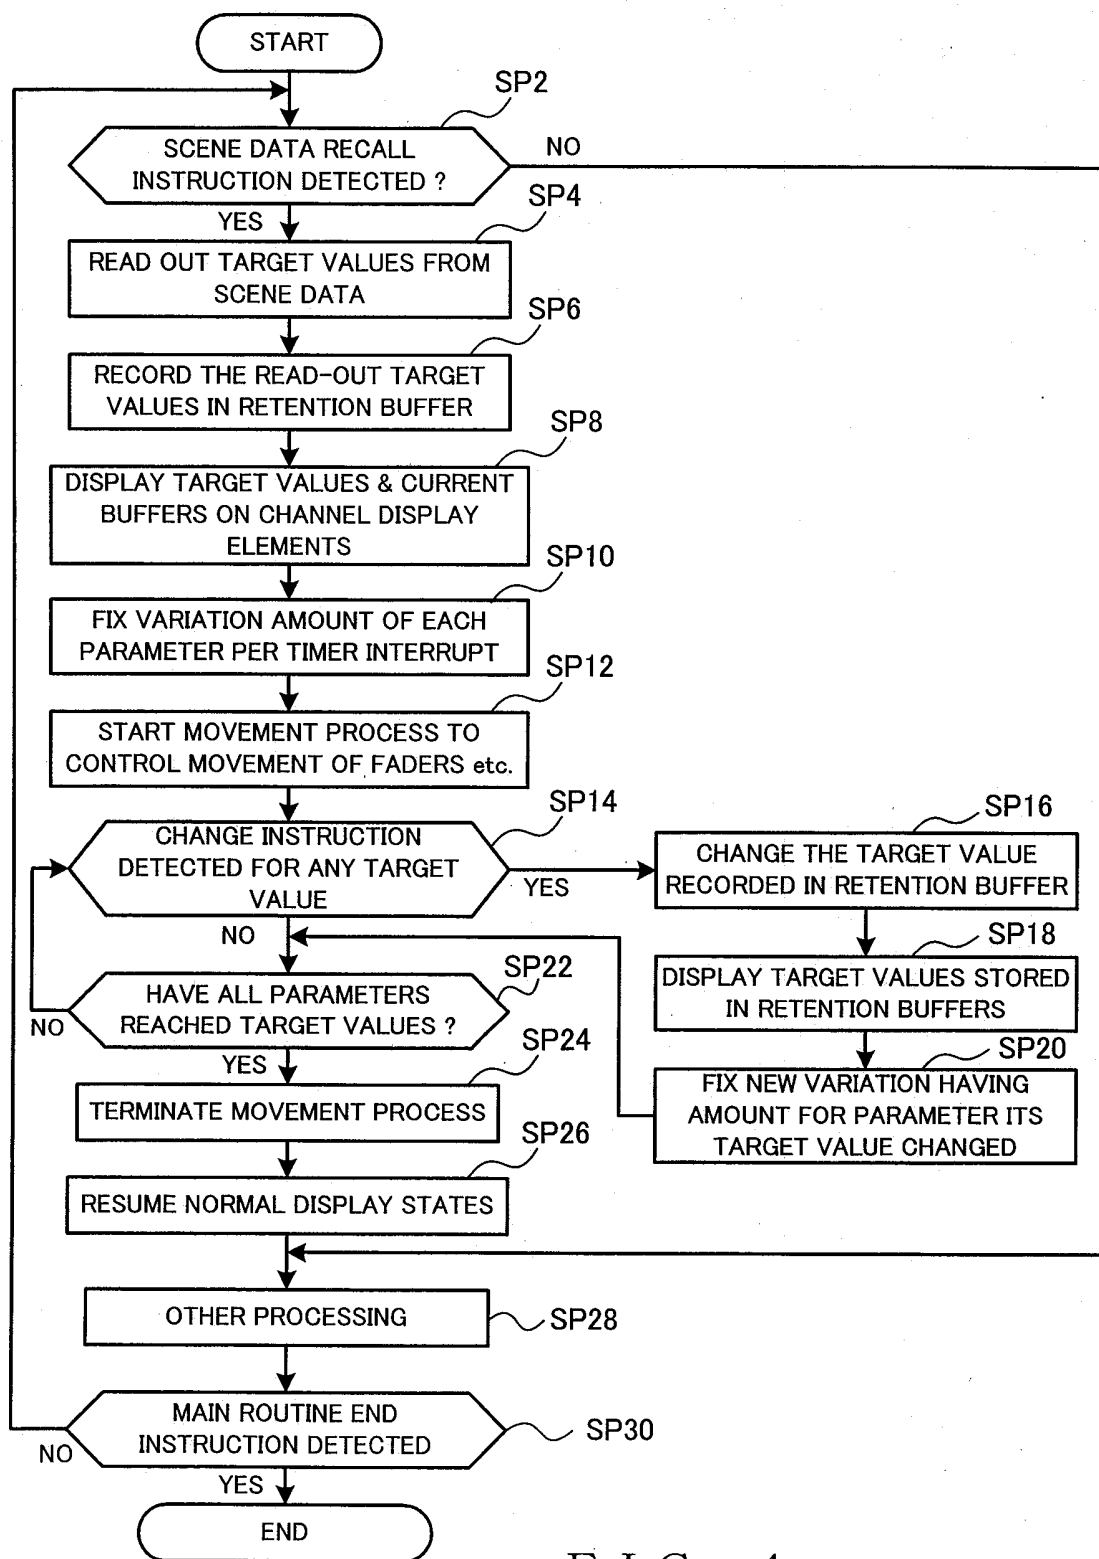 START
SP2
SCENE DATA RECALL
INSTRUCTION DETECTED ?
NO
YES
SP4
READ OUT TARGET VALUES FROM
SCENE DATA
SP6
RECORD THE READ-OUT TARGET
VALUES IN RETENTION BUFFER
SP8
DISPLAY TARGET VALUES & CURRENT
BUFFERS ON CHANNEL DISPLAY
ELEMENTS
SP10
FIX VARIATION AMOUNT OF EACH
PARAMETER PER TIMER INTERRUPT
SP12
START MOVEMENT PROCESS TO
CONTROL MOVEMENT OF FADERS etc.
SP14
CHANGE INSTRUCTION
DETECTED FOR ANY TARGET
VALUE
YES
NO
SP16
CHANGE THE TARGET VALUE
RECORDED IN RETENTION BUFFER
SP18
DISPLAY TARGET VALUES STORED
IN RETENTION BUFFERS
SP20
FIX NEW VARIATION HAVING
AMOUNT FOR PARAMETER ITS
TARGET VALUE CHANGED
SP22
HAVE ALL PARAMETERS
REACHED TARGET VALUES ?
NO
YES
SP24
TERMINATE MOVEMENT PROCESS
SP26
RESUME NORMAL DISPLAY STATES
OTHER PROCESSING
SP28
MAIN ROUTINE END
INSTRUCTION DETECTED
SP30
NO
YES
END